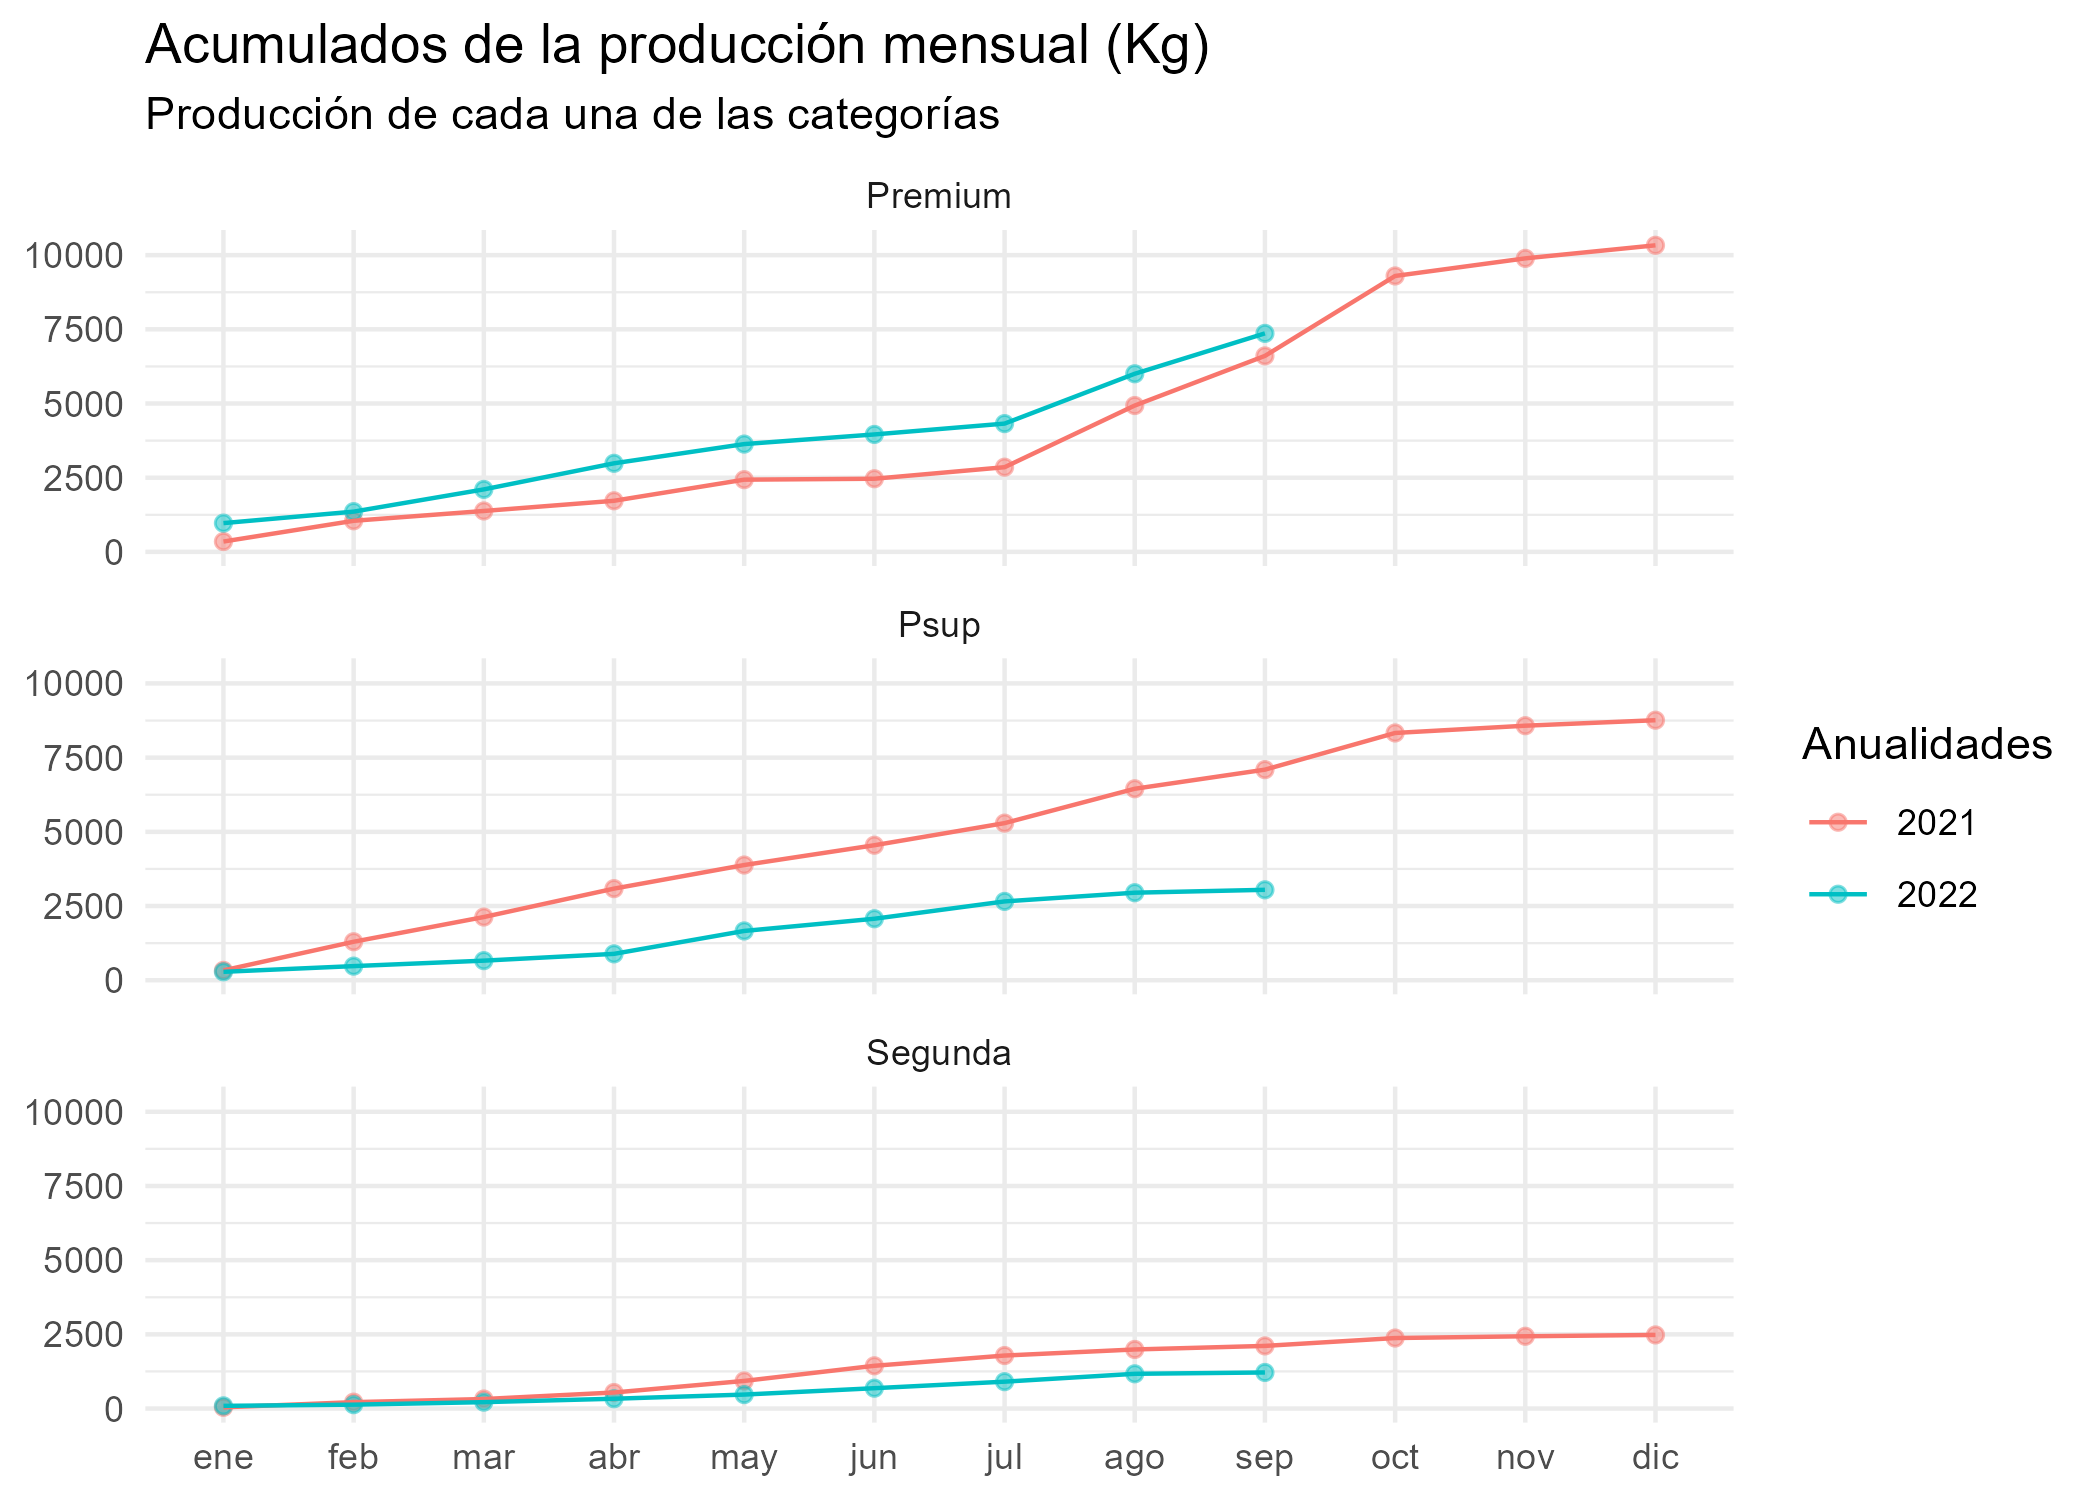 Acumulados de la producción mensual (Kg)
Producción de cada una de las categorías
Premium
10000
7500
5000
2500
0
Psup
10000
7500
5000
2500
0
Segunda
10000
7500
5000
2500
0
ene feb mar abr may jun jul ago sep oct nov dic
Anualidades
2021
2022